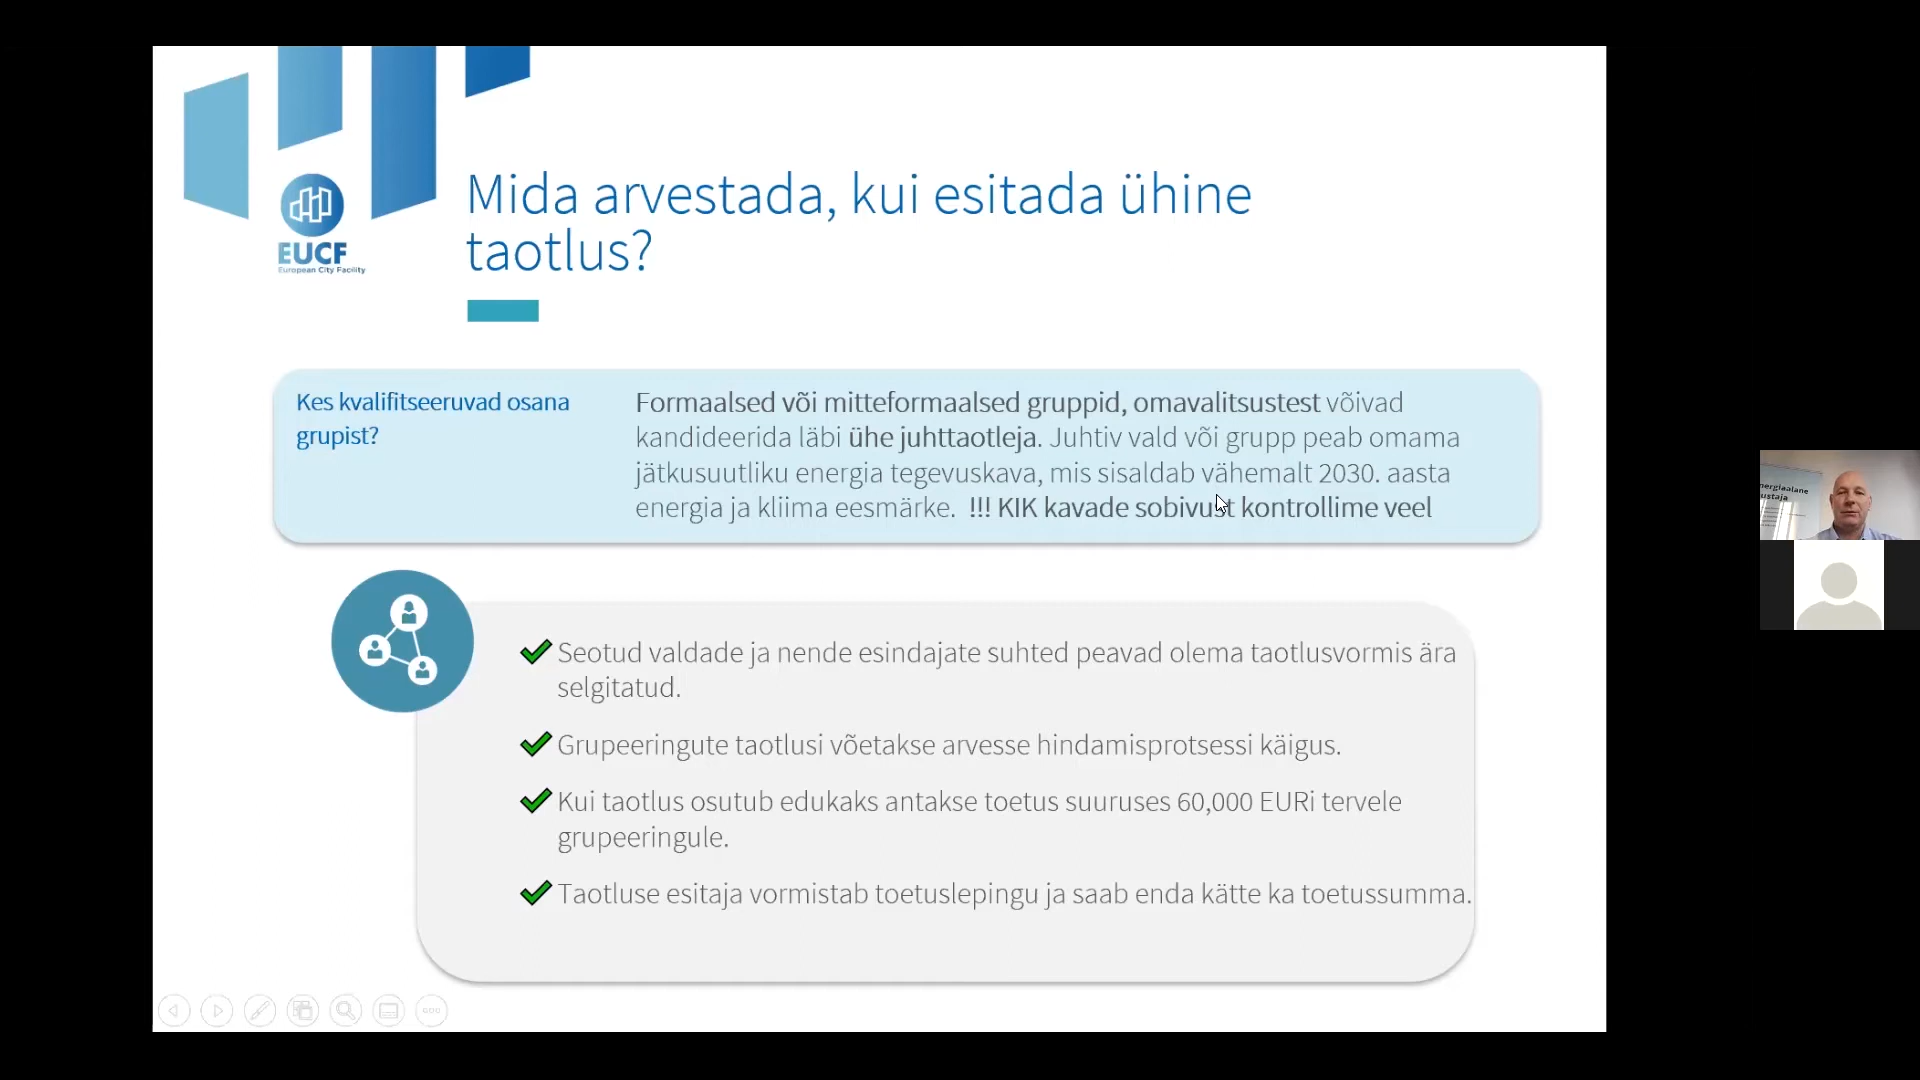 EUCF
European City Facility
Mida arvestada, kui esitada ühine
taotlus?
Kes kvalifitseeruvad osana
grupist?
Formaalsed või mitteformaalsed gruppid, omavalitsustest võivad
kandideerida läbi ühe juhttaotleja. Juhtiv vald või grupp peab omama
jätkusuutliku energia tegevuskava, mis sisaldab vähemalt 2030. aasta
energia ja kliima eesmärke. !!! KIK kavade sobivust kontrollime veel
Seotud valdade ja nende esindajate suhted peavad olema taotlusvormis ära
selgitatud.
Grupeeringute taotlusi võetakse arvesse hindamisprotsessi käigus.
Kui taotlus osutub edukaks antakse toetus suuruses 60,000 EURi tervele
grupeeringule.
Taotluse esitaja vormistab toetuslepingu ja saab enda kätte ka toetussumma.